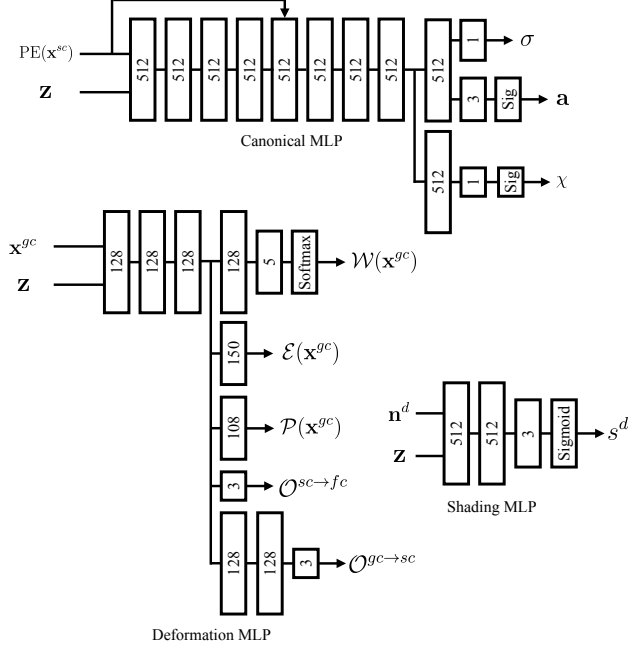 PE(x^{sc})
z
512
512
512
512
512
512
512
512
512
1
σ
3
Sig
a
512
1
Sig
χ
Canonical MLP
x^{gc}
z
128
128
128
128
5
Softmax
𝒲(x^{gc})
150
ℰ(x^{gc})
108
𝒫(x^{gc})
3
𝒪^{sc→fc}
128
128
3
𝒪^{gc→sc}
Deformation MLP
n^d
z
512
512
3
Sigmoid
s^d
Shading MLP